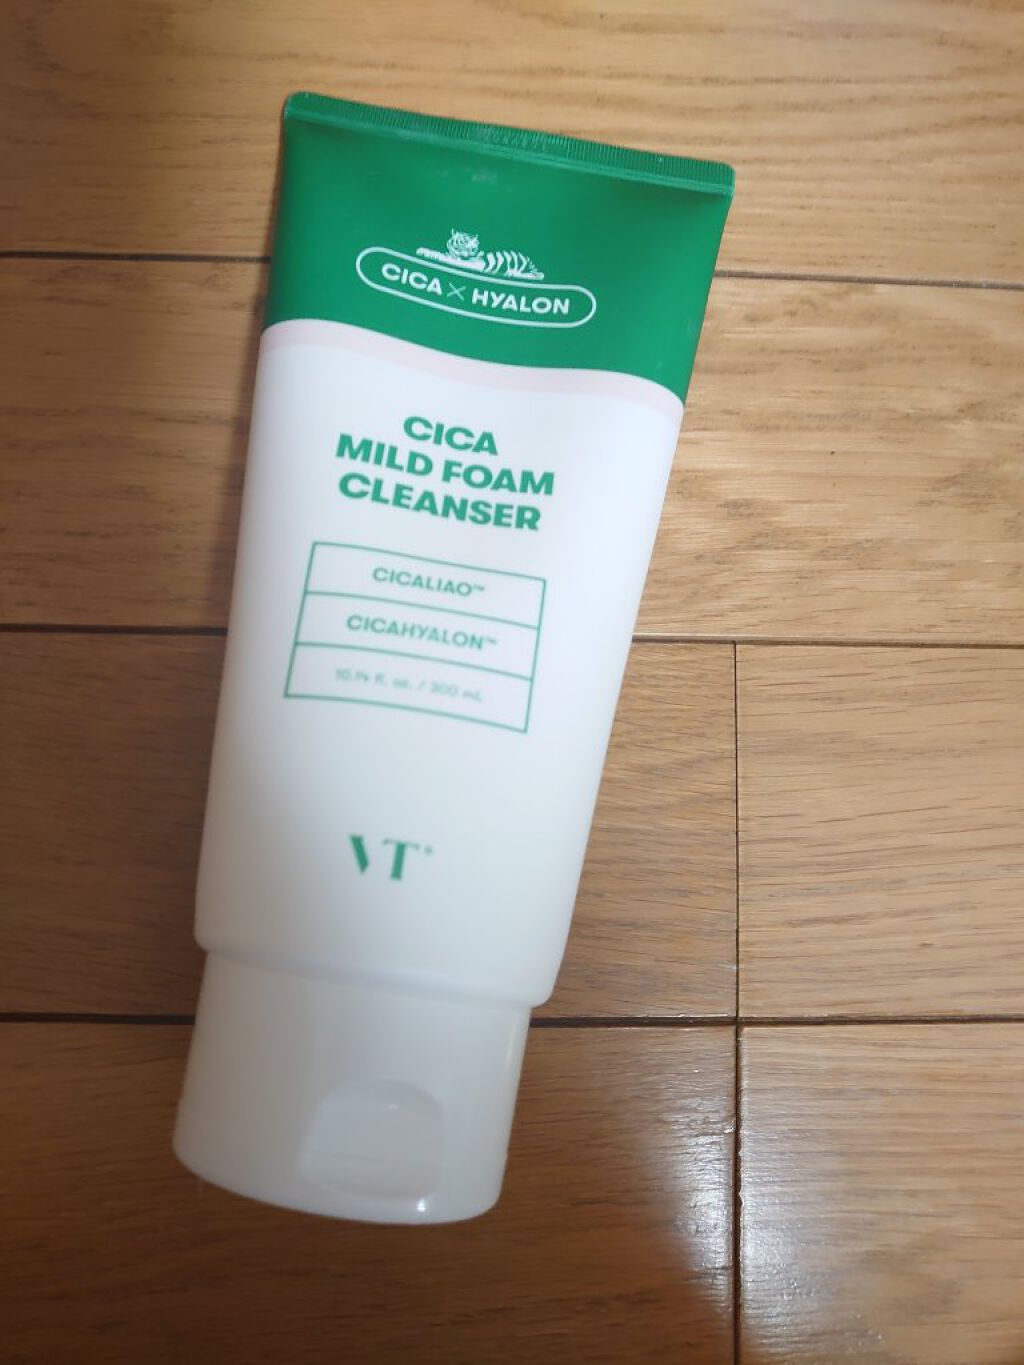 CICA × HYALON
CICA
MILD FOAM
CLEANSER
CICALIAO™
CICAHYALON™
10.14 fl. oz. / 300 mL
VT®